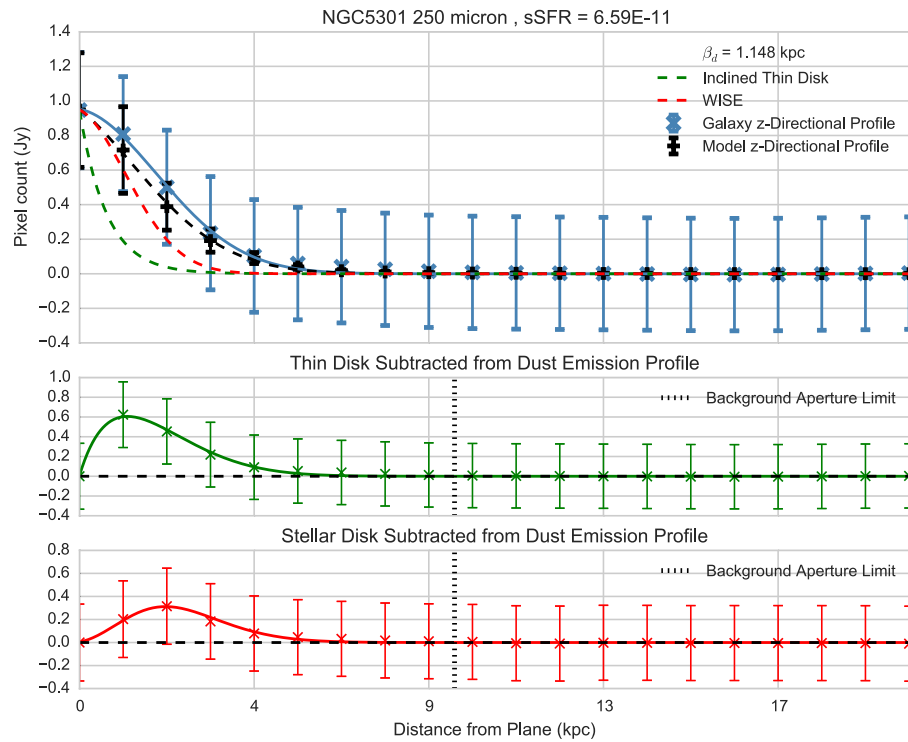 NGC5301 250 micron , sSFR = 6.59E-11
1.4
1.2
1.0
0.8
0.6
0.4
0.2
0.0
−0.2
−0.4
Pixel count (Jy)
β_d = 1.148 kpc
Inclined Thin Disk
WISE
Galaxy z-Directional Profile
Model z-Directional Profile
Thin Disk Subtracted from Dust Emission Profile
1.0
0.8
0.6
0.4
0.2
0.0
−0.2
−0.4
Background Aperture Limit
Stellar Disk Subtracted from Dust Emission Profile
0.8
0.6
0.4
0.2
0.0
−0.2
−0.4
Background Aperture Limit
0 4 9 13 17
Distance from Plane (kpc)